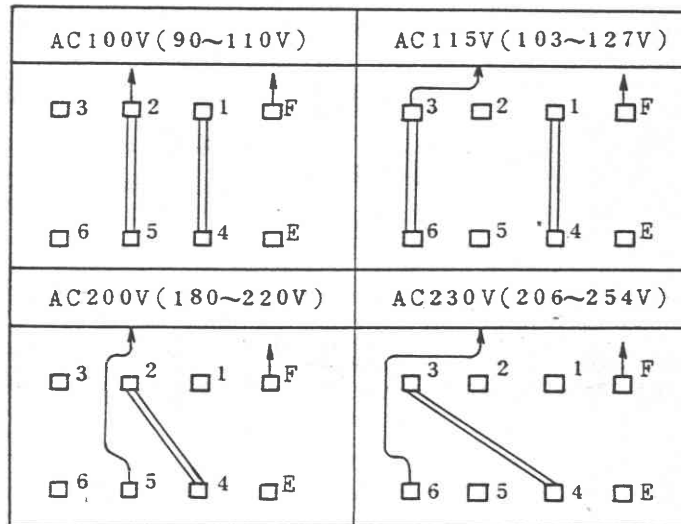 AC100V(90~110V) AC115V(103~127V)
3 2 1 F 3 2 1 F
6 5 4 E 6 5 4 E
AC200V(180~220V) AC230V(206~254V)
3 2 1 F 3 2 1 F
6 5 4 E 6 5 4 E